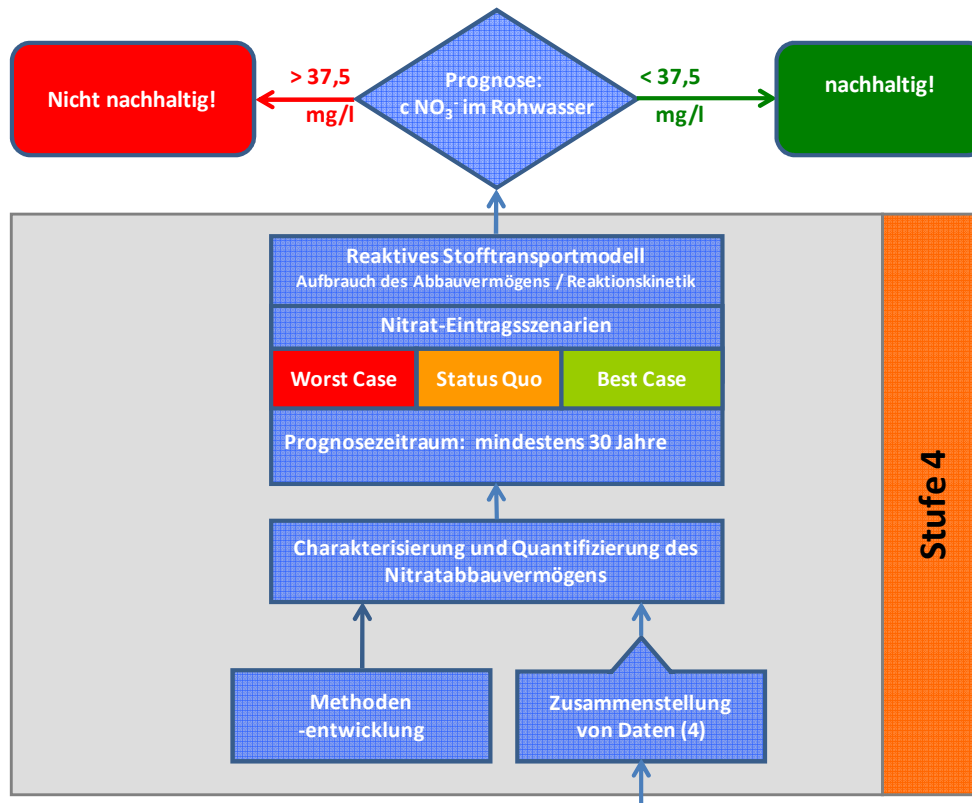 Nicht nachhaltig!
> 37,5
mg/l
Prognose:
c NO₃⁻ im Rohwasser
< 37,5
mg/l
nachhaltig!
Reaktives Stofftransportmodell
Aufbrauch des Abbauvermögens / Reaktionskinetik
Nitrat-Eintragsszenarien
Worst Case
Status Quo
Best Case
Prognosezeitraum: mindestens 30 Jahre
Charakterisierung und Quantifizierung des
Nitratabbauvermögens
Methoden
-entwicklung
Zusammenstellung
von Daten (4)
Stufe 4